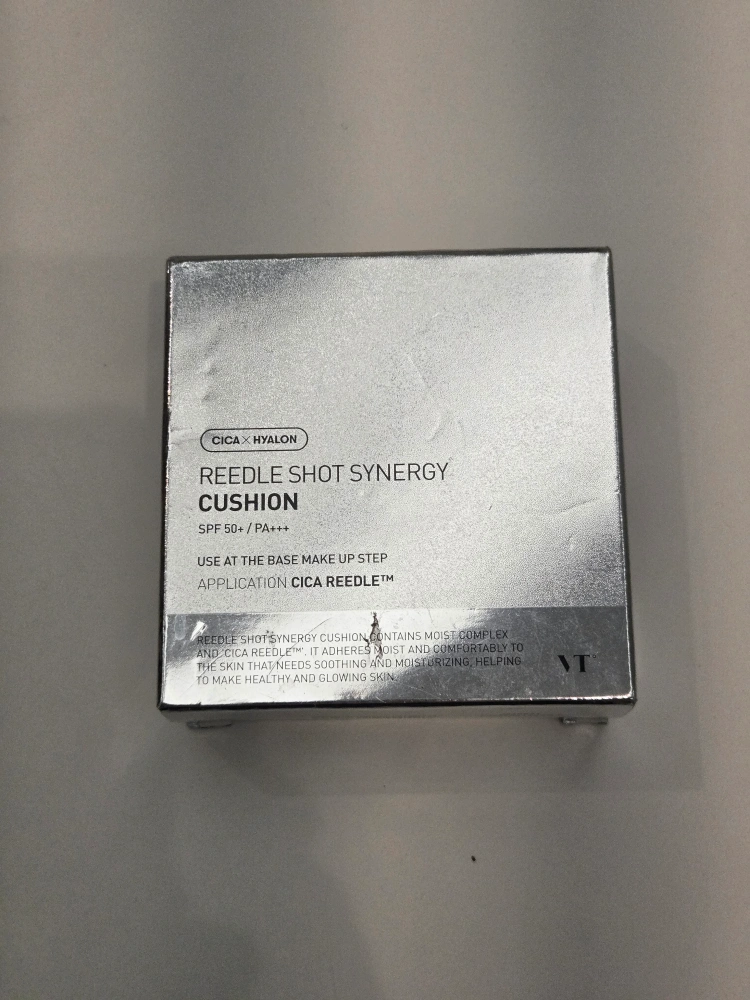 CICA × HYALON
REEDLE SHOT SYNERGY
CUSHION
SPF 50+ / PA+++
USE AT THE BASE MAKE UP STEP
APPLICATION CICA REEDLE™
REEDLE SHOT SYNERGY CUSHION CONTAINS MOIST COMPLEX
AND 'CICA REEDLE™'. IT ADHERES MOIST AND COMFORTABLY TO
THE SKIN THAT NEEDS SOOTHING AND MOISTURIZING, HELPING
TO MAKE HEALTHY AND GLOWING SKIN.
VT